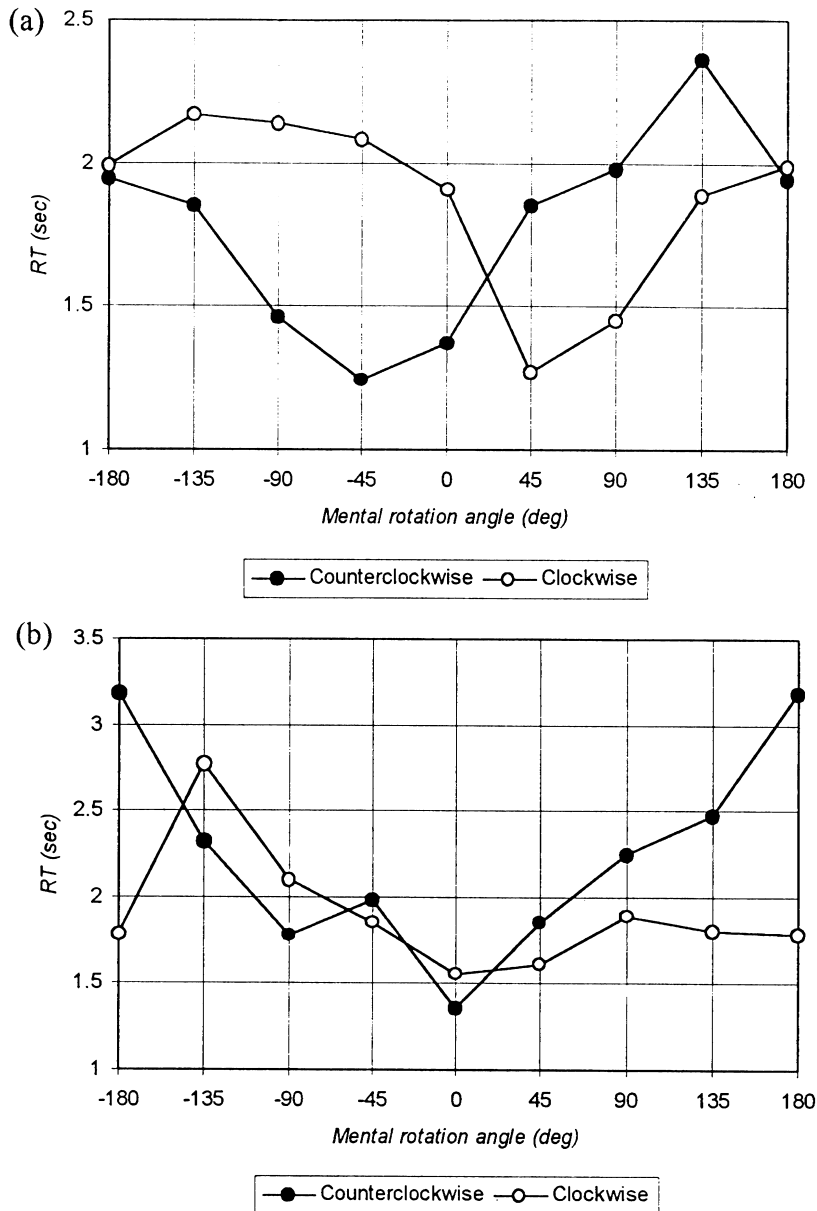 (a)
2.5
2
1.5
1
RT (sec)
-180 -135 -90 -45 0 45 90 135 180
Mental rotation angle (deg)
Counterclockwise Clockwise
(b)
3.5
3
2.5
2
1.5
1
RT (sec)
-180 -135 -90 -45 0 45 90 135 180
Mental rotation angle (deg)
Counterclockwise Clockwise